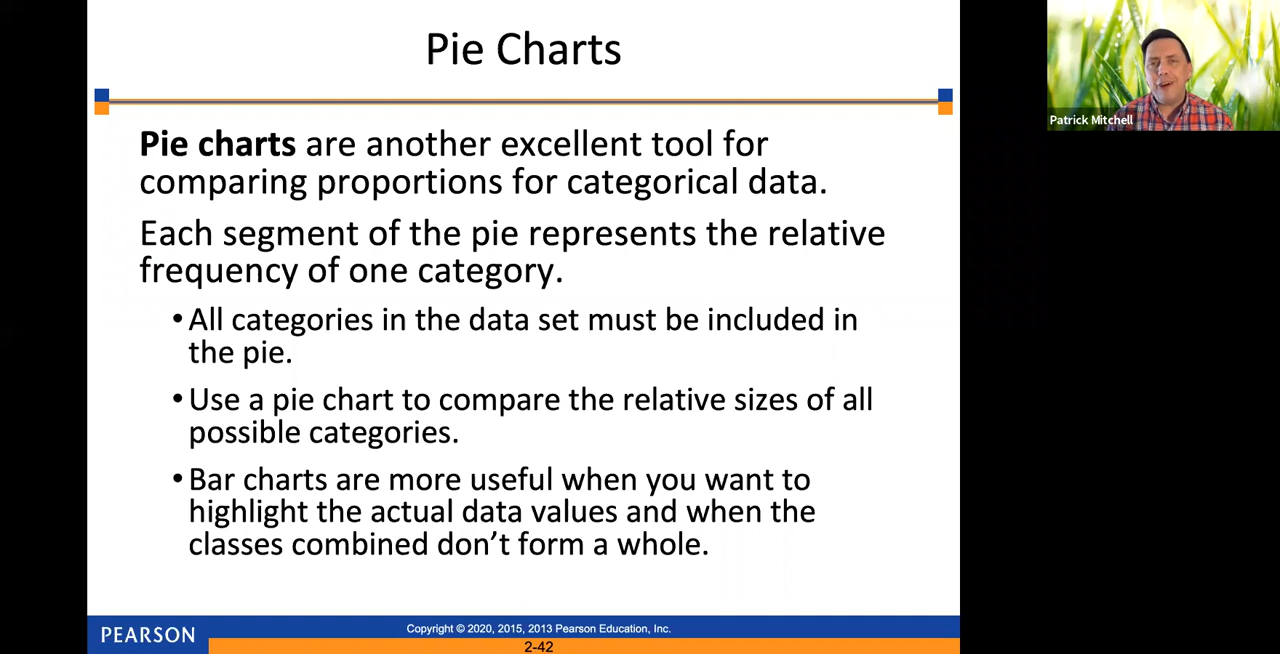 Pie Charts
Patrick Mitchell
Pie charts are another excellent tool for
comparing proportions for categorical data.
Each segment of the pie represents the relative
frequency of one category.
•All categories in the data set must be included in
the pie.
•Use a pie chart to compare the relative sizes of all
possible categories.
•Bar charts are more useful when you want to
highlight the actual data values and when the
classes combined don’t form a whole.
PEARSON
Copyright © 2020, 2015, 2013 Pearson Education, Inc.
2-42